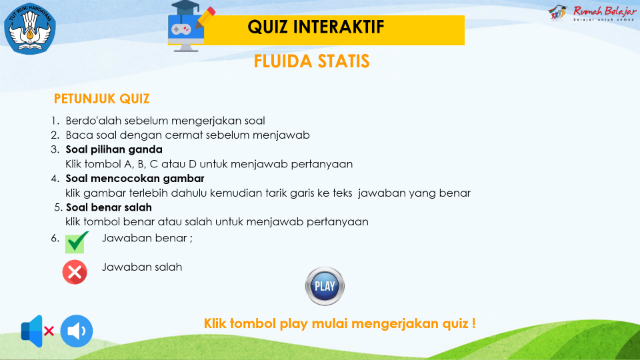 TUT WURI HANDAYANI
QUIZ INTERAKTIF
Rumah Belajar
belajar untuk semua
FLUIDA STATIS
PETUNJUK QUIZ
1. Berdo'alah sebelum mengerjakan soal
2. Baca soal dengan cermat sebelum menjawab
3. Soal pilihan ganda
Klik tombol A, B, C atau D untuk menjawab pertanyaan
4. Soal mencocokan gambar
klik gambar terlebih dahulu kemudian tarik garis ke teks jawaban yang benar
5. Soal benar salah
klik tombol benar atau salah untuk menjawab pertanyaan
6. Jawaban benar ;
Jawaban salah
PLAY
Klik tombol play mulai mengerjakan quiz !